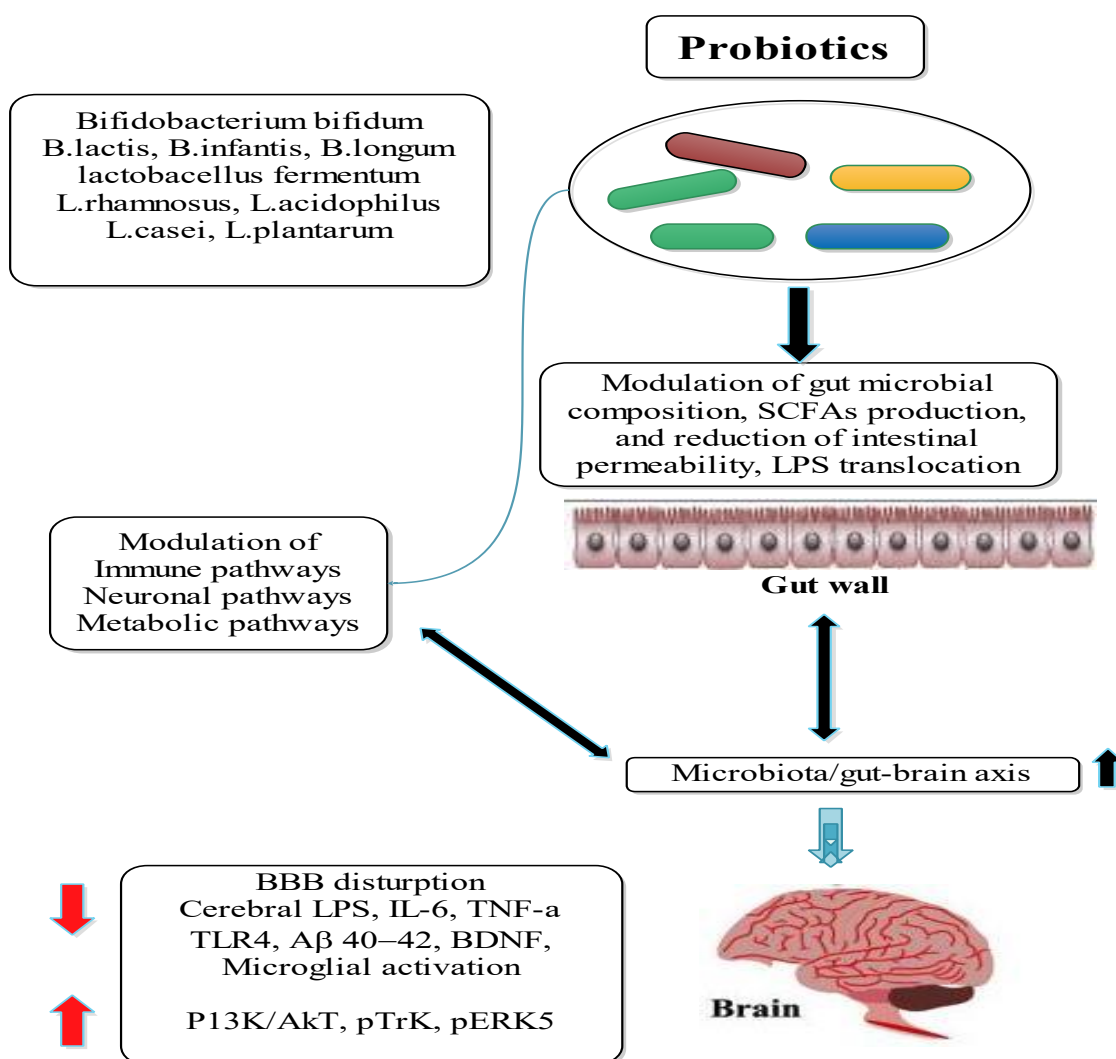 Probiotics
Bifidobacterium bifidum
B.lactis, B.infantis, B.longum
lactobacellus fermentum
L.rhamnosus, L.acidophilus
L.casei, L.plantarum
Modulation of gut microbial
composition, SCFAs production,
and reduction of intestinal
permeability, LPS translocation
Gut wall
Modulation of
Immune pathways
Neuronal pathways
Metabolic pathways
Microbiota/gut-brain axis
BBB disturption
Cerebral LPS, IL-6, TNF-a
TLR4, Aβ 40–42, BDNF,
Microglial activation
P13K/AkT, pTrK, pERK5
Brain